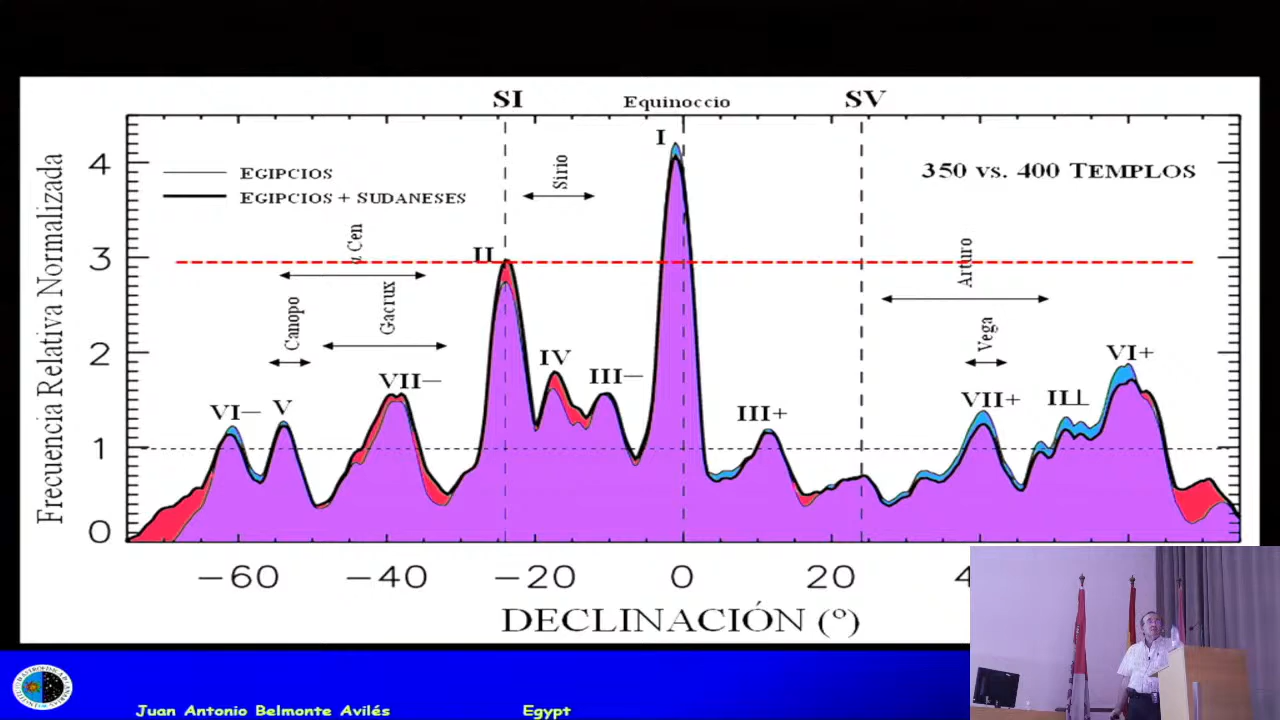 SI Equinoccio SV
I
EGIPCIOS
EGIPCIOS + SUDANESES
Sirio
350 vs. 400 TEMPLOS
II
α Cen
Arturo
Canopo
Gacrux
Vega
VI− V VII− IV III− III+ VII+ II⊥ VI+
Frecuencia Relativa Normalizada
4
3
2
1
0
−60 −40 −20 0 20 4
DECLINACIÓN (º)
Juan Antonio Belmonte Avilés Egypt